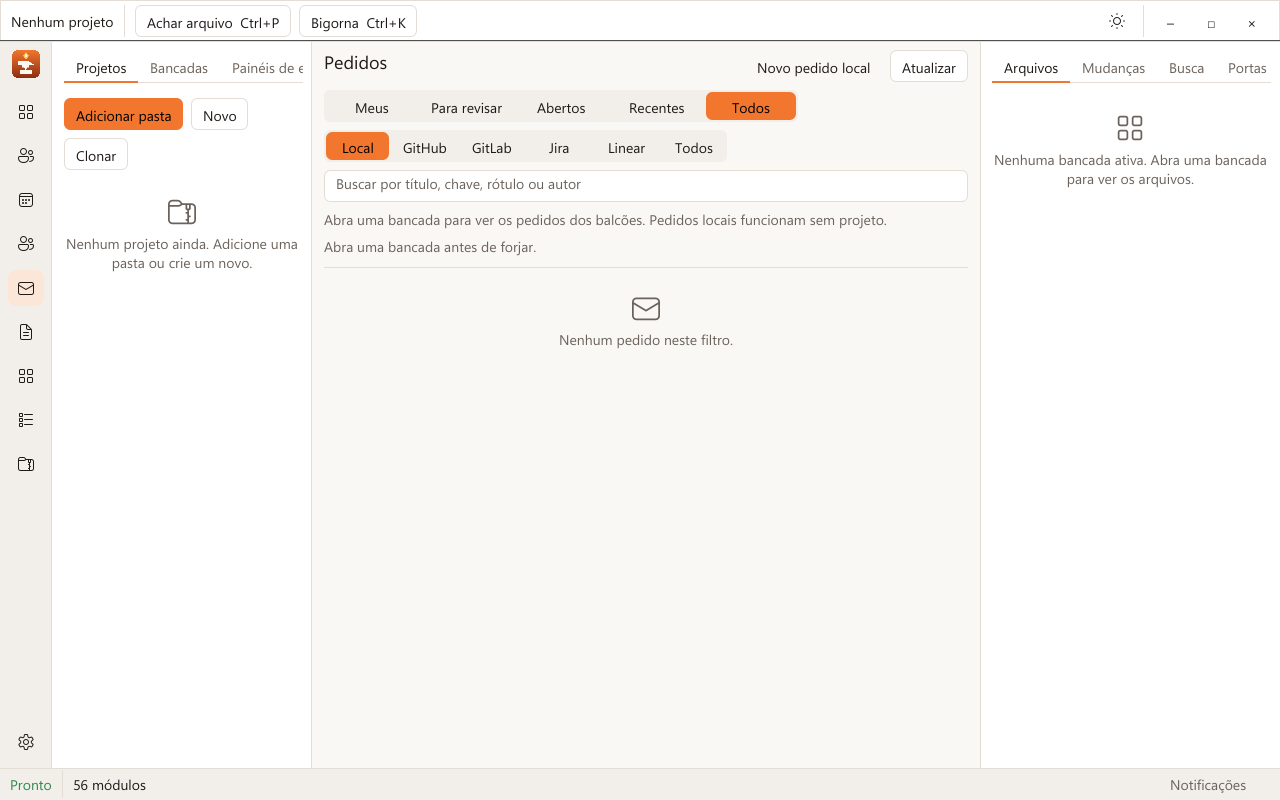 Nenhum projeto
Achar arquivo Ctrl+P
Bigorna Ctrl+K
Projetos
Bancadas
Painéis de e
Adicionar pasta
Novo
Clonar
Nenhum projeto ainda. Adicione uma
pasta ou crie um novo.
Pedidos
Novo pedido local
Atualizar
Meus
Para revisar
Abertos
Recentes
Todos
Local
GitHub
GitLab
Jira
Linear
Todos
Buscar por título, chave, rótulo ou autor
Abra uma bancada para ver os pedidos dos balcões. Pedidos locais funcionam sem projeto.
Abra uma bancada antes de forjar.
Nenhum pedido neste filtro.
Arquivos
Mudanças
Busca
Portas
Nenhuma bancada ativa. Abra uma bancada
para ver os arquivos.
Pronto
56 módulos
Notificações